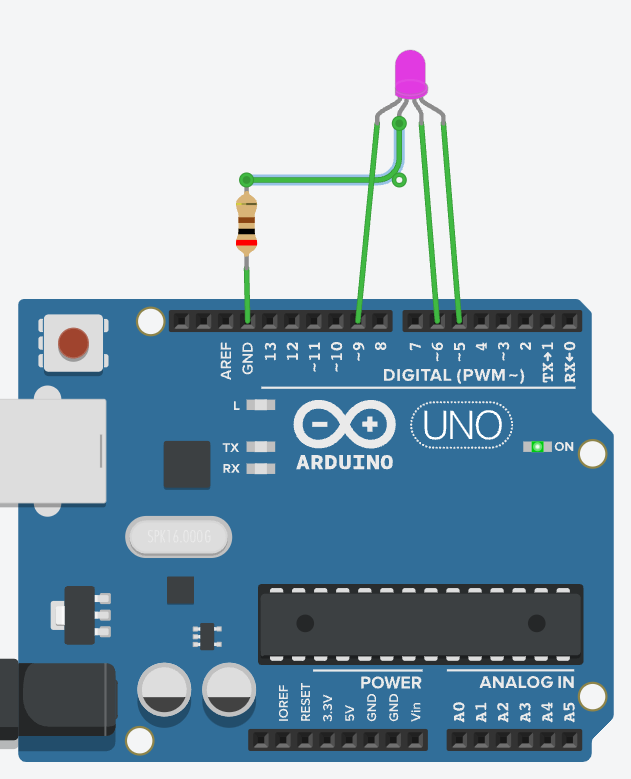 AREF
GND
13
12
~11
~10
~9
8
7
~6
~5
4
~3
2
TX→1
RX←0
DIGITAL (PWM~)
L
TX
RX
ARDUINO
UNO
ON
SPK16.000G
POWER
ANALOG IN
IOREF
RESET
3.3V
5V
GND
GND
Vin
A0
A1
A2
A3
A4
A5